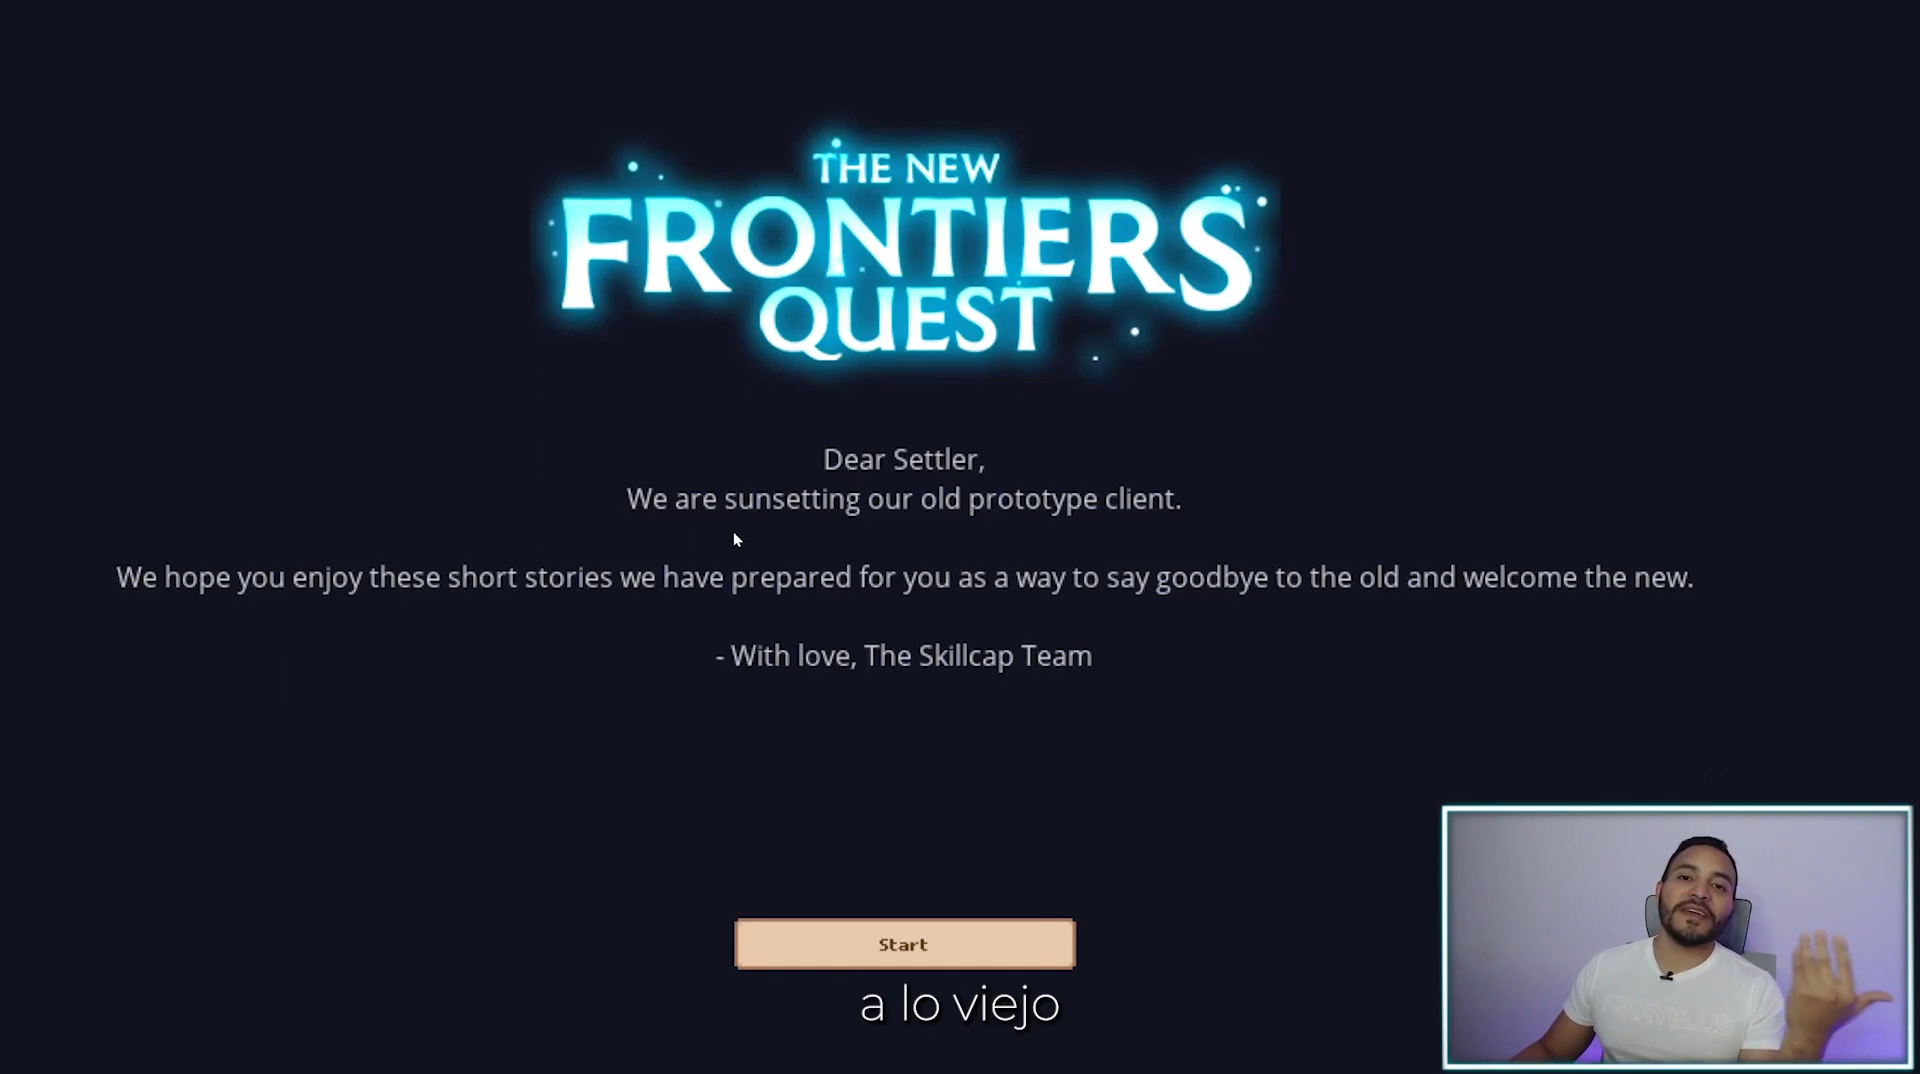 THE NEW
FRONTIERS
QUEST
Dear Settler,
We are sunsetting our old prototype client.
We hope you enjoy these short stories we have prepared for you as a way to say goodbye to the old and welcome the new.
- With love, The Skillcap Team
Start
a lo viejo